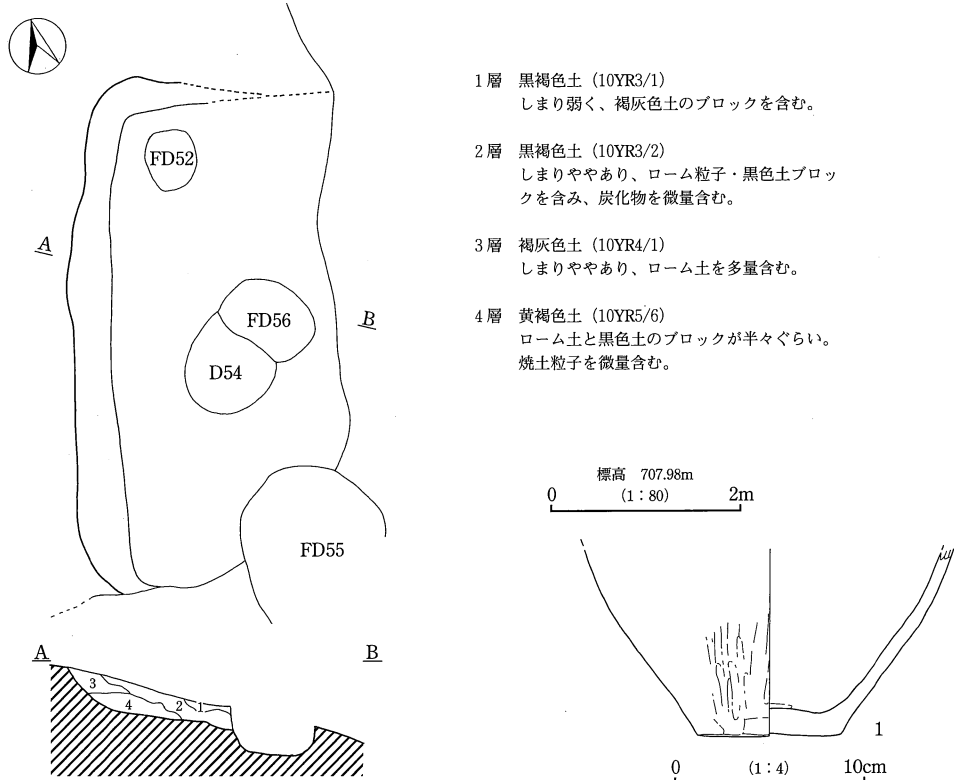 1層 黒褐色土（10YR3/1）
しまり弱く、褐灰色土のブロックを含む。
2層 黒褐色土（10YR3/2）
しまりややあり、ローム粒子・黒色土ブロッ
クを含み、炭化物を微量含む。
3層 褐灰色土（10YR4/1）
しまりややあり、ローム土を多量含む。
4層 黄褐色土（10YR5/6）
ローム土と黒色土のブロックが半々ぐらい。
焼土粒子を微量含む。
FD52
A
B
FD56
D54
FD55
A
B
3
4
2
1
標高 707.98m
0 （1：80） 2m
1
0 （1：4） 10cm